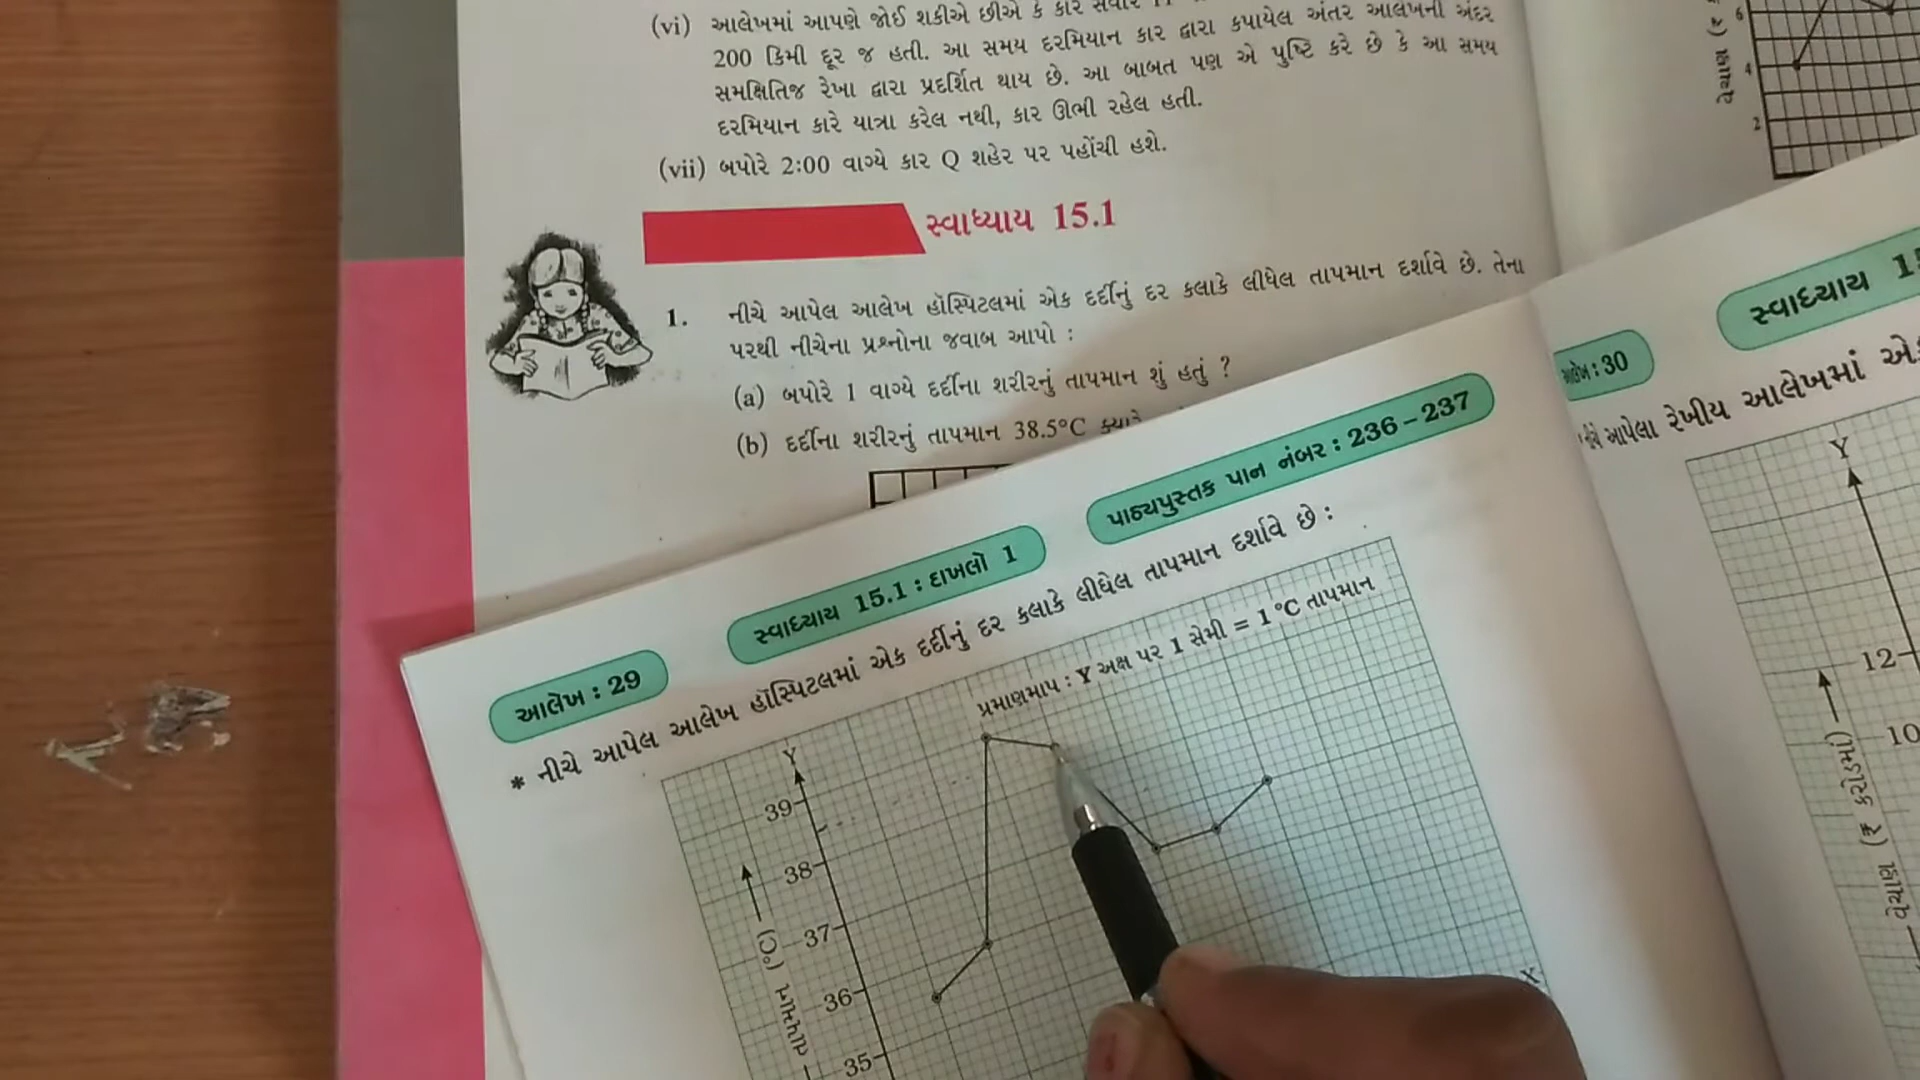 (vi) આલેખમાં આપણે જોઈ શકીએ છીએ કે કાર સવારે
200 કિમી દૂર જ હતી. આ સમય દરમિયાન કાર દ્વારા કપાયેલ અંતર આલેખની અંદર
સમક્ષિતિજ રેખા દ્વારા પ્રદર્શિત થાય છે. આ બાબત પણ એ પુષ્ટિ કરે છે કે આ સમય
દરમિયાન કારે યાત્રા કરેલ નથી, કાર ઊભી રહેલ હતી.
(vii) બપોરે 2:00 વાગ્યે કાર Q શહેર પર પહોંચી હશે.
સ્વાધ્યાય 15.1
1. નીચે આપેલ આલેખ હૉસ્પિટલમાં એક દર્દીનું દર કલાકે લીધેલ તાપમાન દર્શાવે છે. તેના
પરથી નીચેના પ્રશ્નોના જવાબ આપો :
(a) બપોરે 1 વાગ્યે દર્દીના શરીરનું તાપમાન શું હતું ?
(b) દર્દીના શરીરનું તાપમાન 38.5°C ક્યારે
આલેખ : 29
સ્વાધ્યાય 15.1 : દાખલો 1
પાઠ્યપુસ્તક પાન નંબર : 236 – 237
* નીચે આપેલ આલેખ હૉસ્પિટલમાં એક દર્દીનું દર કલાકે લીધેલ તાપમાન દર્શાવે છે :
પ્રમાણમાપ : Y અક્ષ પર 1 સેમી = 1 °C તાપમાન
Y
39
38
37
36
35
તાપમાન (°C)
X
6
4
2
: 30
સ્વાધ્યાય
આપેલા રેખીય આલેખમાં
Y
12
10
વેચાણ (₹ કરોડમાં)